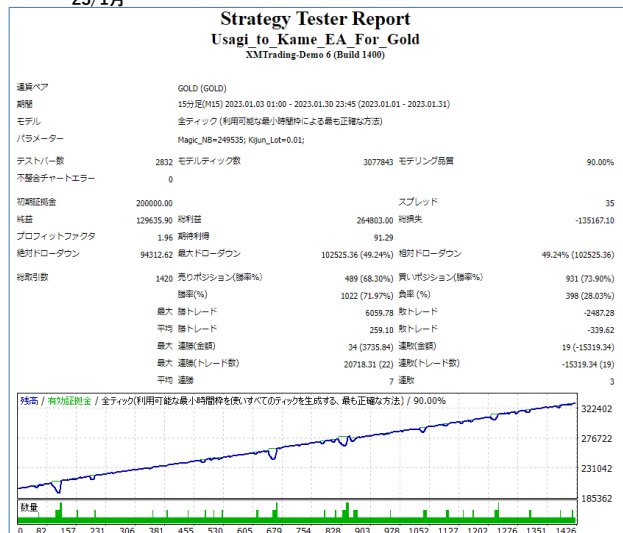 23/1月
Strategy Tester Report
Usagi_to_Kame_EA_For_Gold
XMTrading-Demo 6 (Build 1400)
通貨ペア GOLD (GOLD)
期間 15分足(M15) 2023.01.03 01:00 - 2023.01.30 23:45 (2023.01.01 - 2023.01.31)
モデル 全ティック (利用可能な最小時間枠による最も正確な方法)
パラメーター Magic_NB=249535; Kijun_Lot=0.01;
テストバー数 2832 モデルティック数 3077843 モデリング品質 90.00%
不整合チャートエラー 0
初期証拠金 200000.00 スプレッド 35
純益 129635.90 総利益 264803.00 総損失 -135167.10
プロフィットファクタ 1.96 期待利得 91.29
絶対ドローダウン 94312.62 最大ドローダウン 102525.36 (49.24%) 相対ドローダウン 49.24% (102525.36)
総取引数 1420 売りポジション(勝率%) 489 (68.30%) 買いポジション(勝率%) 931 (73.90%)
勝率(%) 1022 (71.97%) 負率 (%) 398 (28.03%)
最大 勝トレード 6059.78 敗トレード -2487.28
平均 勝トレード 259.10 敗トレード -339.62
最大 連勝(金額) 34 (3735.84) 連敗(金額) 19 (-15319.34)
最大 連勝(トレード数) 20718.31 (22) 連敗(トレード数) -15319.34 (19)
平均 連勝 7 連敗 3
残高 / 有効証拠金 / 全ティック(利用可能な最小時間枠を使いすべてのティックを生成する、最も正確な方法) / 90.00%
322402
276722
231042
185362
数量
0 82 157 231 306 381 455 530 605 679 754 828 903 978 1052 1127 1202 1276 1351 1426